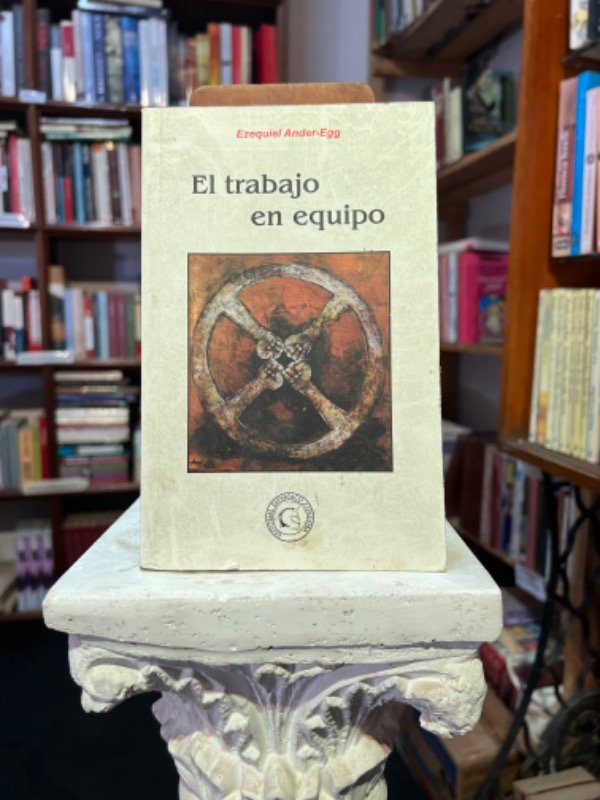 Ezequiel Ander-Egg
El trabajo
en equipo